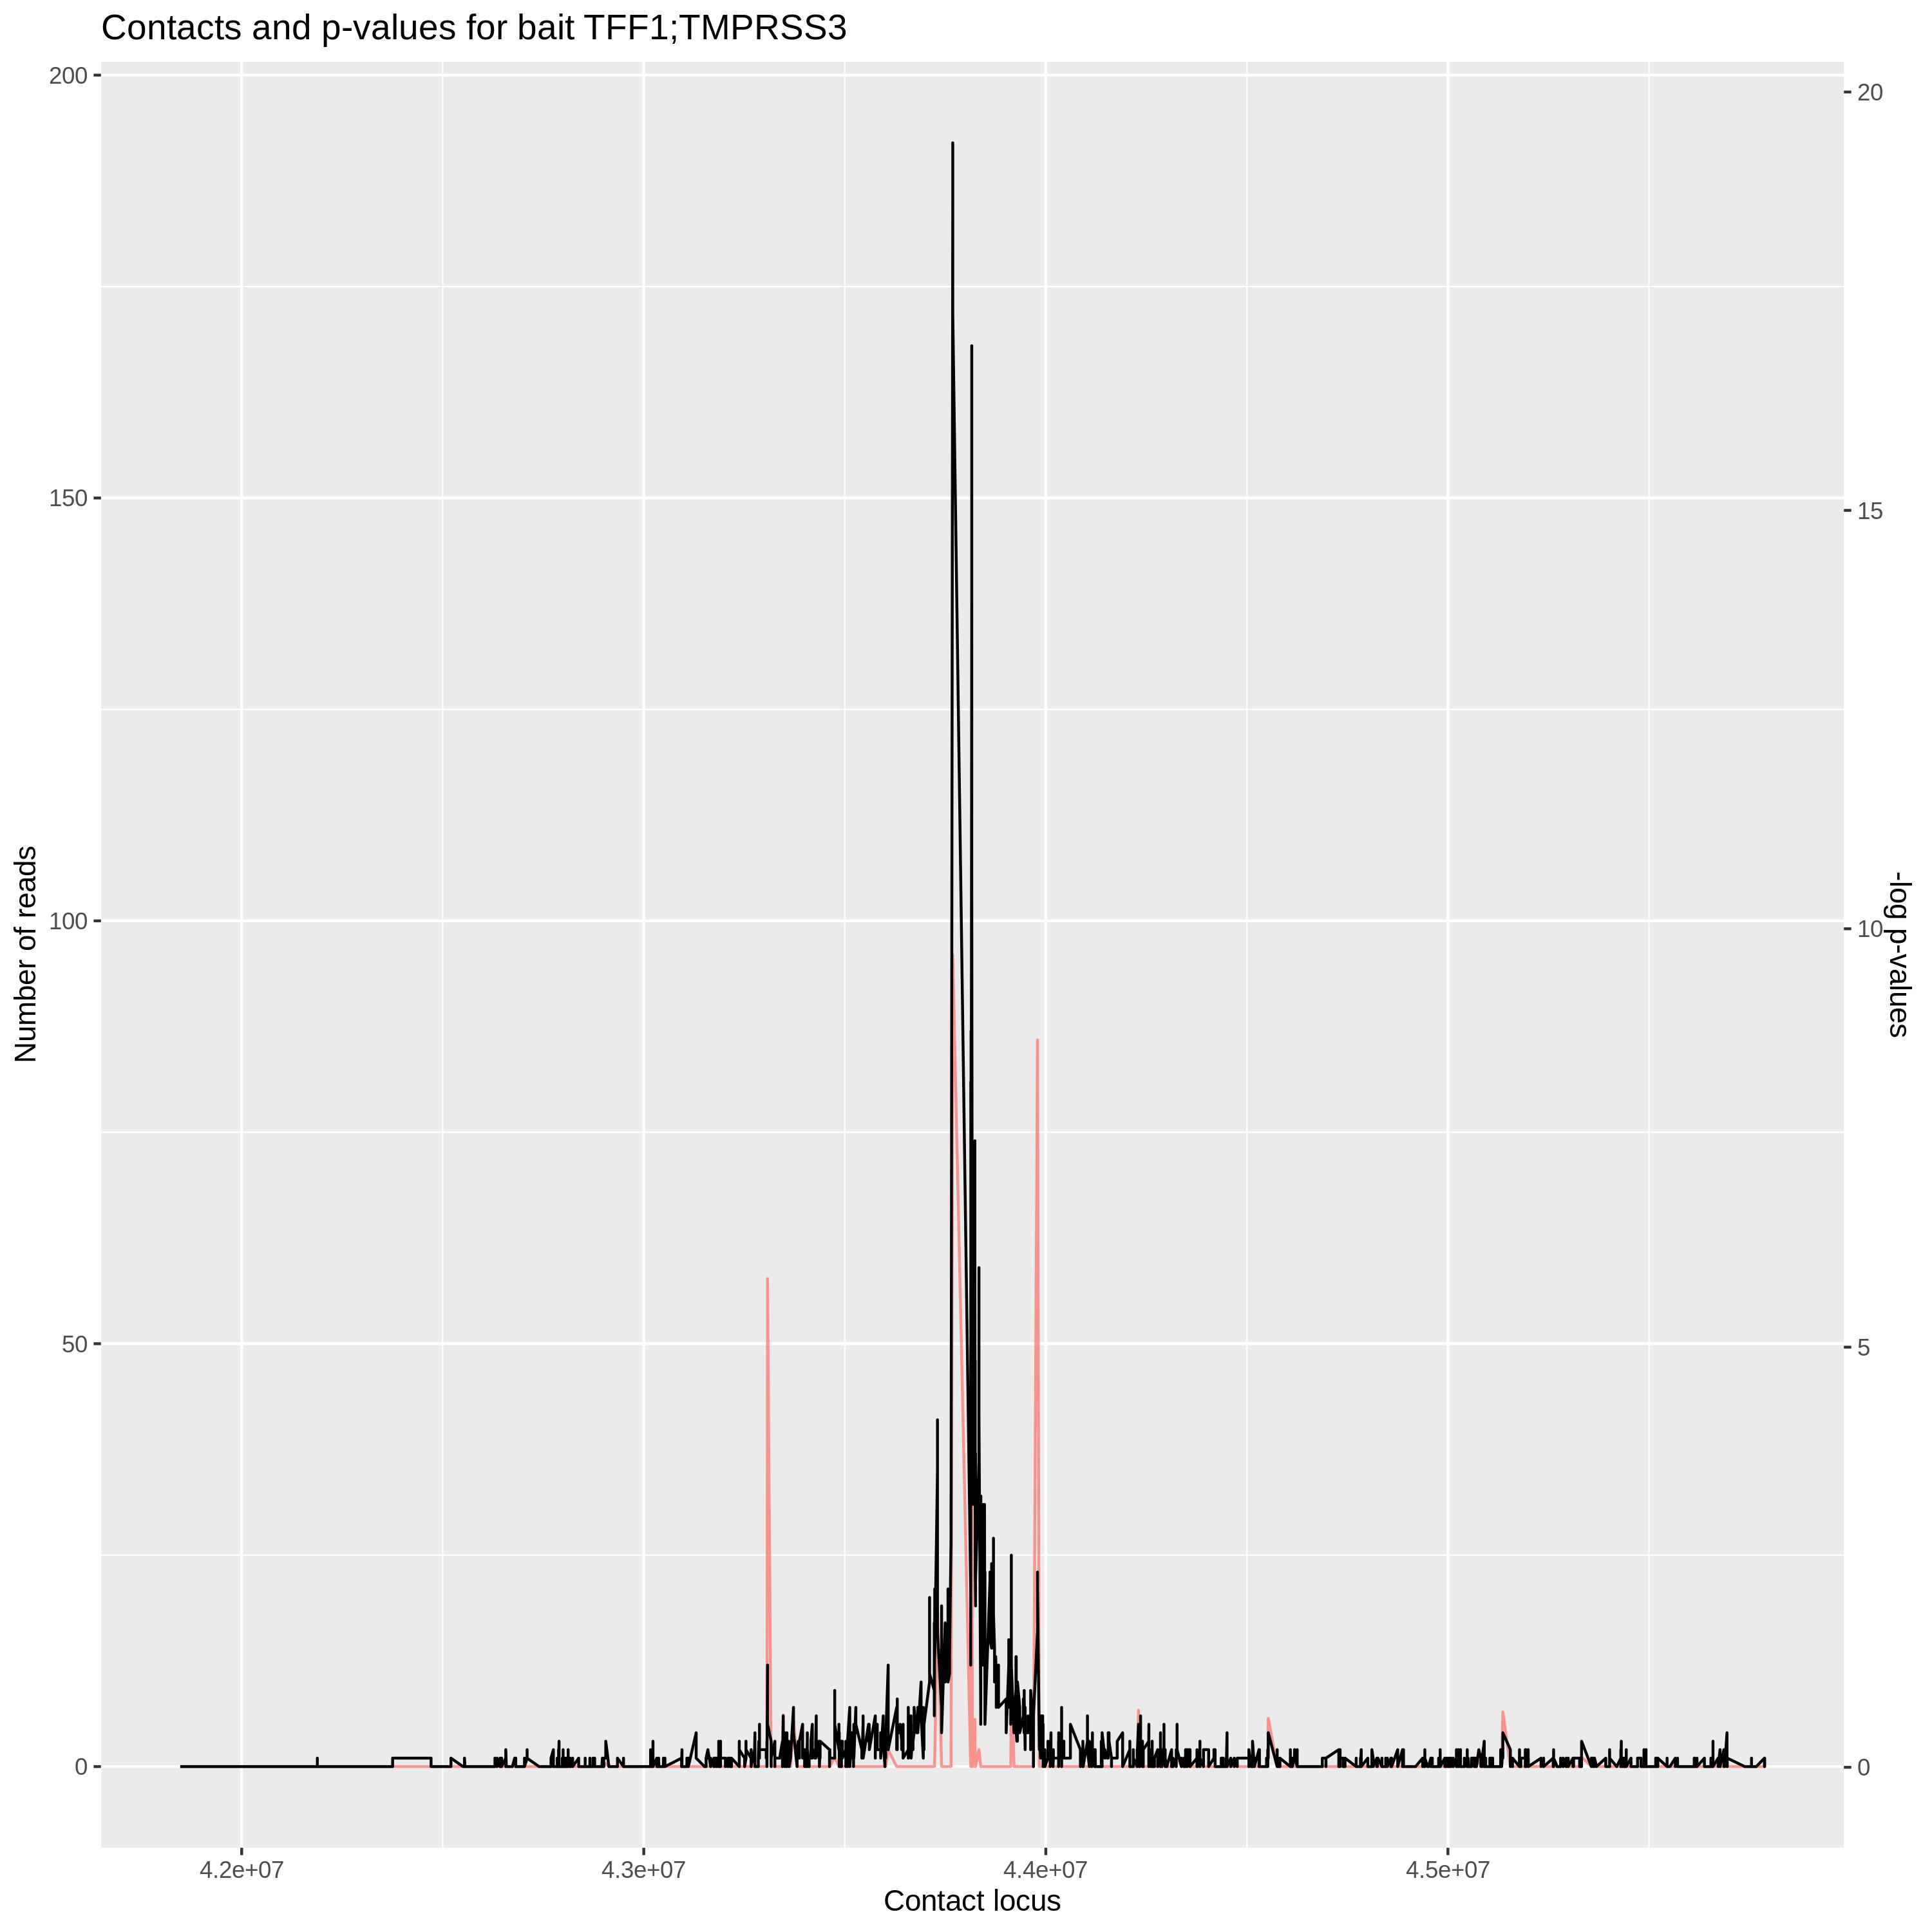 Contacts and p-values for bait TFF1;TMPRSS3
200
150
100
50
0
Number of reads
20
15
10
5
0
-log p-values
4.2e+07
4.3e+07
4.4e+07
4.5e+07
Contact locus